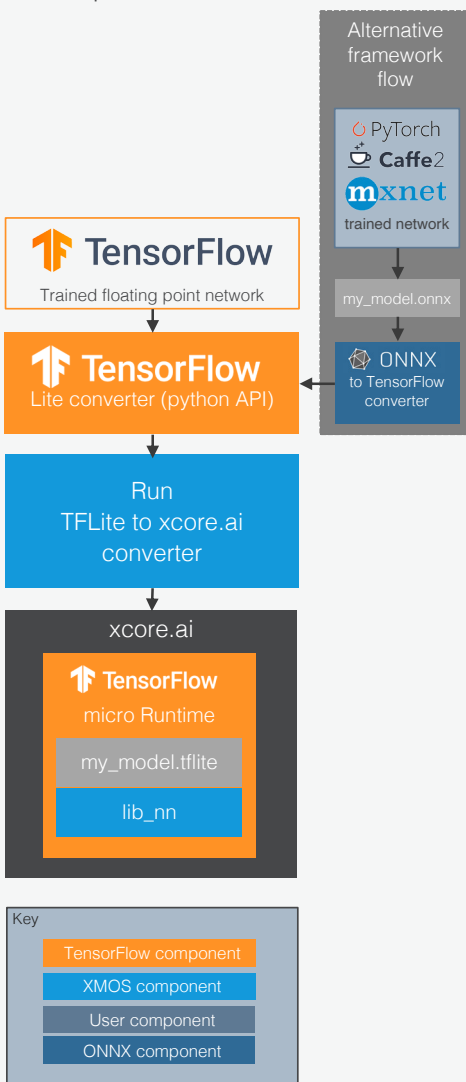 Alternative
framework
flow
PyTorch
Caffe2
mxnet
trained network
my_model.onnx
ONNX
to TensorFlow
converter
TensorFlow
Trained floating point network
TensorFlow
Lite converter (python API)
Run
TFLite to xcore.ai
converter
xcore.ai
TensorFlow
micro Runtime
my_model.tflite
lib_nn
Key
TensorFlow component
XMOS component
User component
ONNX component